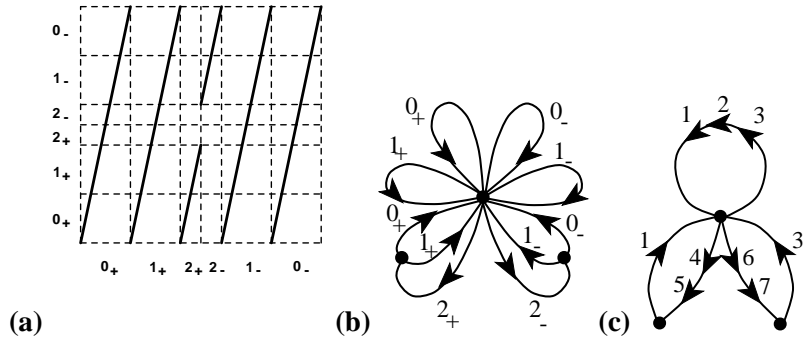 0-
1-
2-
2+
1+
0+
0+ 1+ 2+ 2- 1- 0-
(a)
0+ 0-
1+ 1-
0+ 0-
1+ 1-
2+ 2-
(b)
1 2 3
1 4 6 3
5 7
(c)